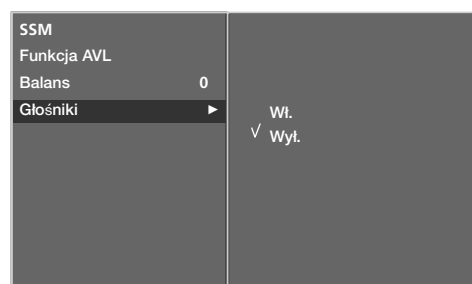 SSM
Funkcja AVL
Balans 0
Głośniki ►
Wł.
√ Wył.